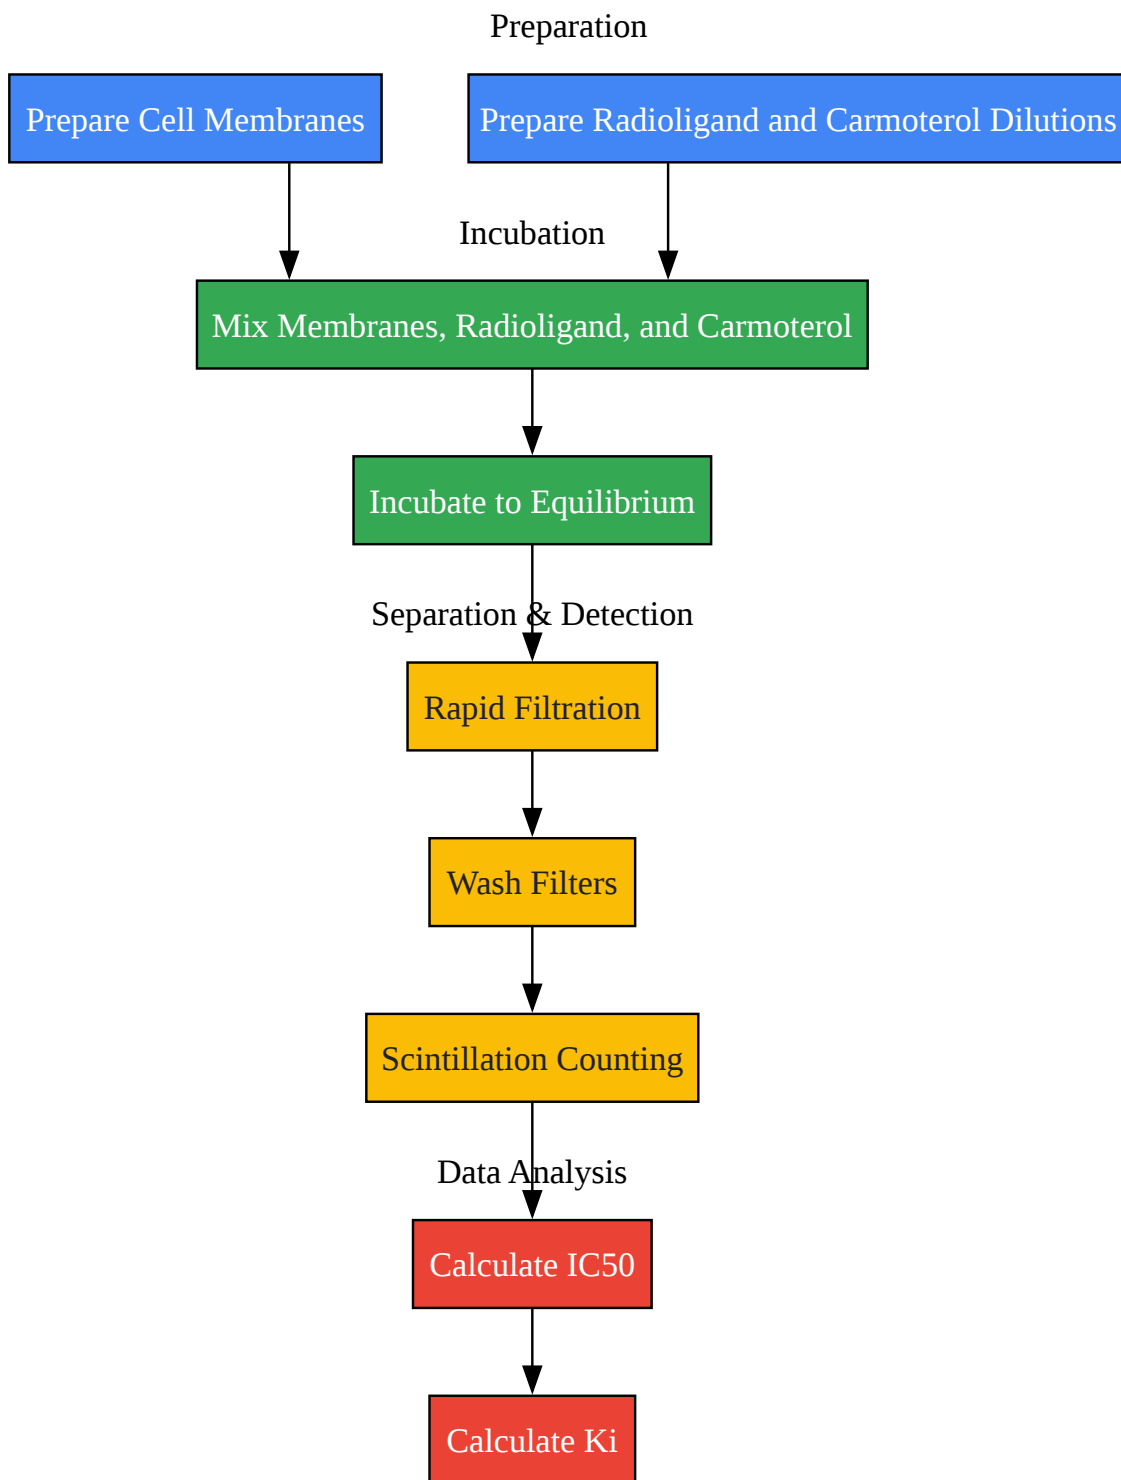 Preparation
Prepare Cell Membranes
Prepare Radioligand and Carmoterol Dilutions
Incubation
Mix Membranes, Radioligand, and Carmoterol
Incubate to Equilibrium
Separation & Detection
Rapid Filtration
Wash Filters
Scintillation Counting
Data Analysis
Calculate IC50
Calculate Ki